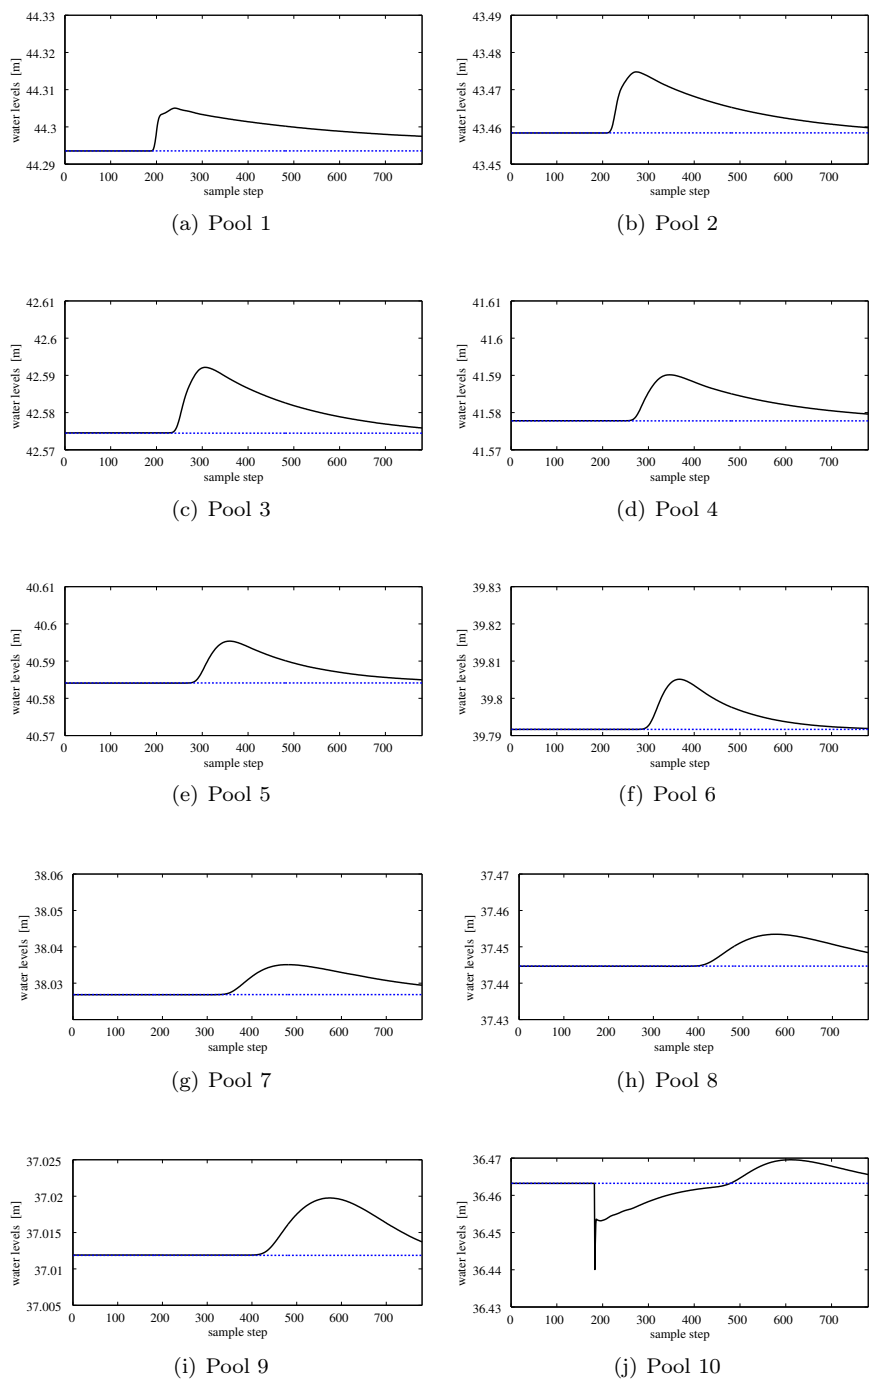 44.33
44.32
44.31
44.3
44.29
water levels [m]
0 100 200 300 400 500 600 700
sample step
(a) Pool 1
43.49
43.48
43.47
43.46
43.45
water levels [m]
0 100 200 300 400 500 600 700
sample step
(b) Pool 2
42.61
42.6
42.59
42.58
42.57
water levels [m]
0 100 200 300 400 500 600 700
sample step
(c) Pool 3
41.61
41.6
41.59
41.58
41.57
water levels [m]
0 100 200 300 400 500 600 700
sample step
(d) Pool 4
40.61
40.6
40.59
40.58
40.57
water levels [m]
0 100 200 300 400 500 600 700
sample step
(e) Pool 5
39.83
39.82
39.81
39.8
39.79
water levels [m]
0 100 200 300 400 500 600 700
sample step
(f) Pool 6
38.06
38.05
38.04
38.03
water levels [m]
0 100 200 300 400 500 600 700
sample step
(g) Pool 7
37.47
37.46
37.45
37.44
37.43
water levels [m]
0 100 200 300 400 500 600 700
sample step
(h) Pool 8
37.025
37.02
37.015
37.01
37.005
water levels [m]
0 100 200 300 400 500 600 700
sample step
(i) Pool 9
36.47
36.46
36.45
36.44
36.43
water levels [m]
0 100 200 300 400 500 600 700
sample step
(j) Pool 10